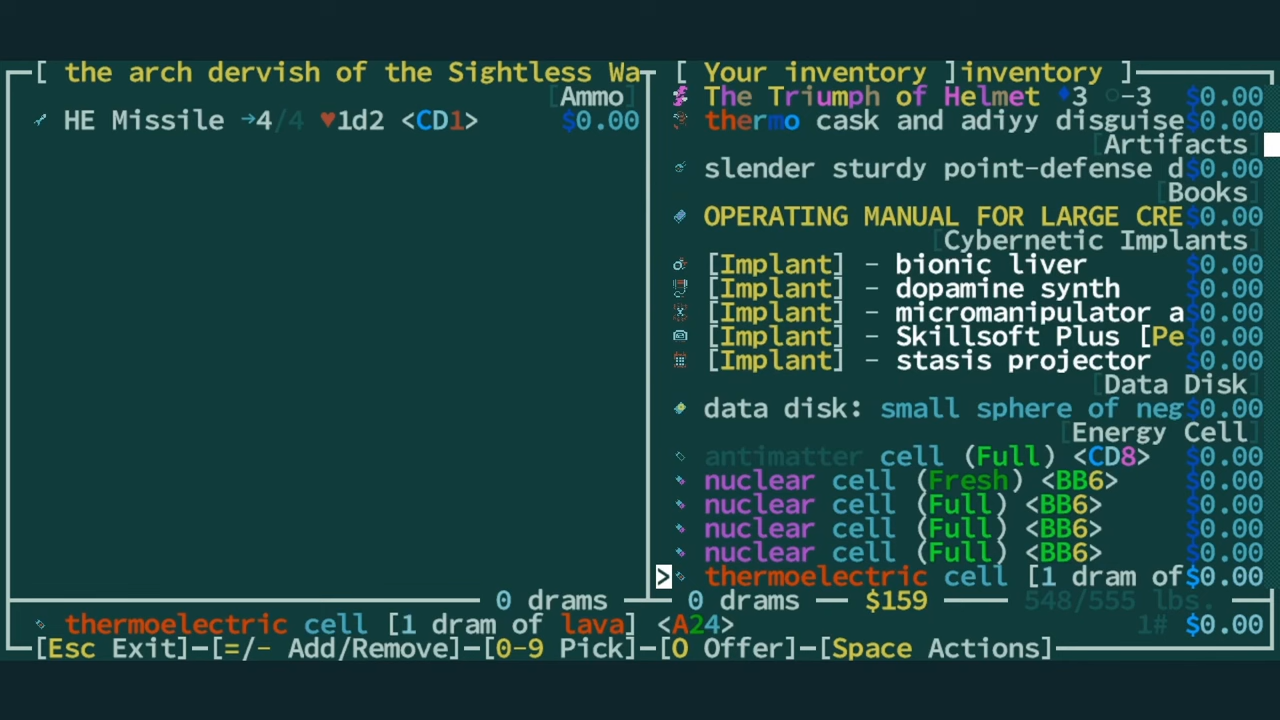 [ the arch dervish of the Sightless Wa
[Ammo]
HE Missile →4/4 ♥1d2 <CD1> $0.00
[ Your inventory ]inventory ]
The Triumph of Helmet ♦3 ○-3 $0.00
thermo cask and adiyy disguise $0.00
[Artifacts]
slender sturdy point-defense d $0.00
[Books]
OPERATING MANUAL FOR LARGE CRE $0.00
[Cybernetic Implants]
[Implant] - bionic liver $0.00
[Implant] - dopamine synth $0.00
[Implant] - micromanipulator a $0.00
[Implant] - Skillsoft Plus [Pe $0.00
[Implant] - stasis projector $0.00
[Data Disk]
data disk: small sphere of neg $0.00
[Energy Cell]
antimatter cell (Full) <CD8> $0.00
nuclear cell (Fresh) <BB6> $0.00
nuclear cell (Full) <BB6> $0.00
nuclear cell (Full) <BB6> $0.00
nuclear cell (Full) <BB6> $0.00
> thermoelectric cell [1 dram of $0.00
0 drams 0 drams $159 548/555 lbs.
thermoelectric cell [1 dram of lava] <A24> 1# $0.00
[Esc Exit] [=/- Add/Remove] [0-9 Pick] [O Offer] [Space Actions]